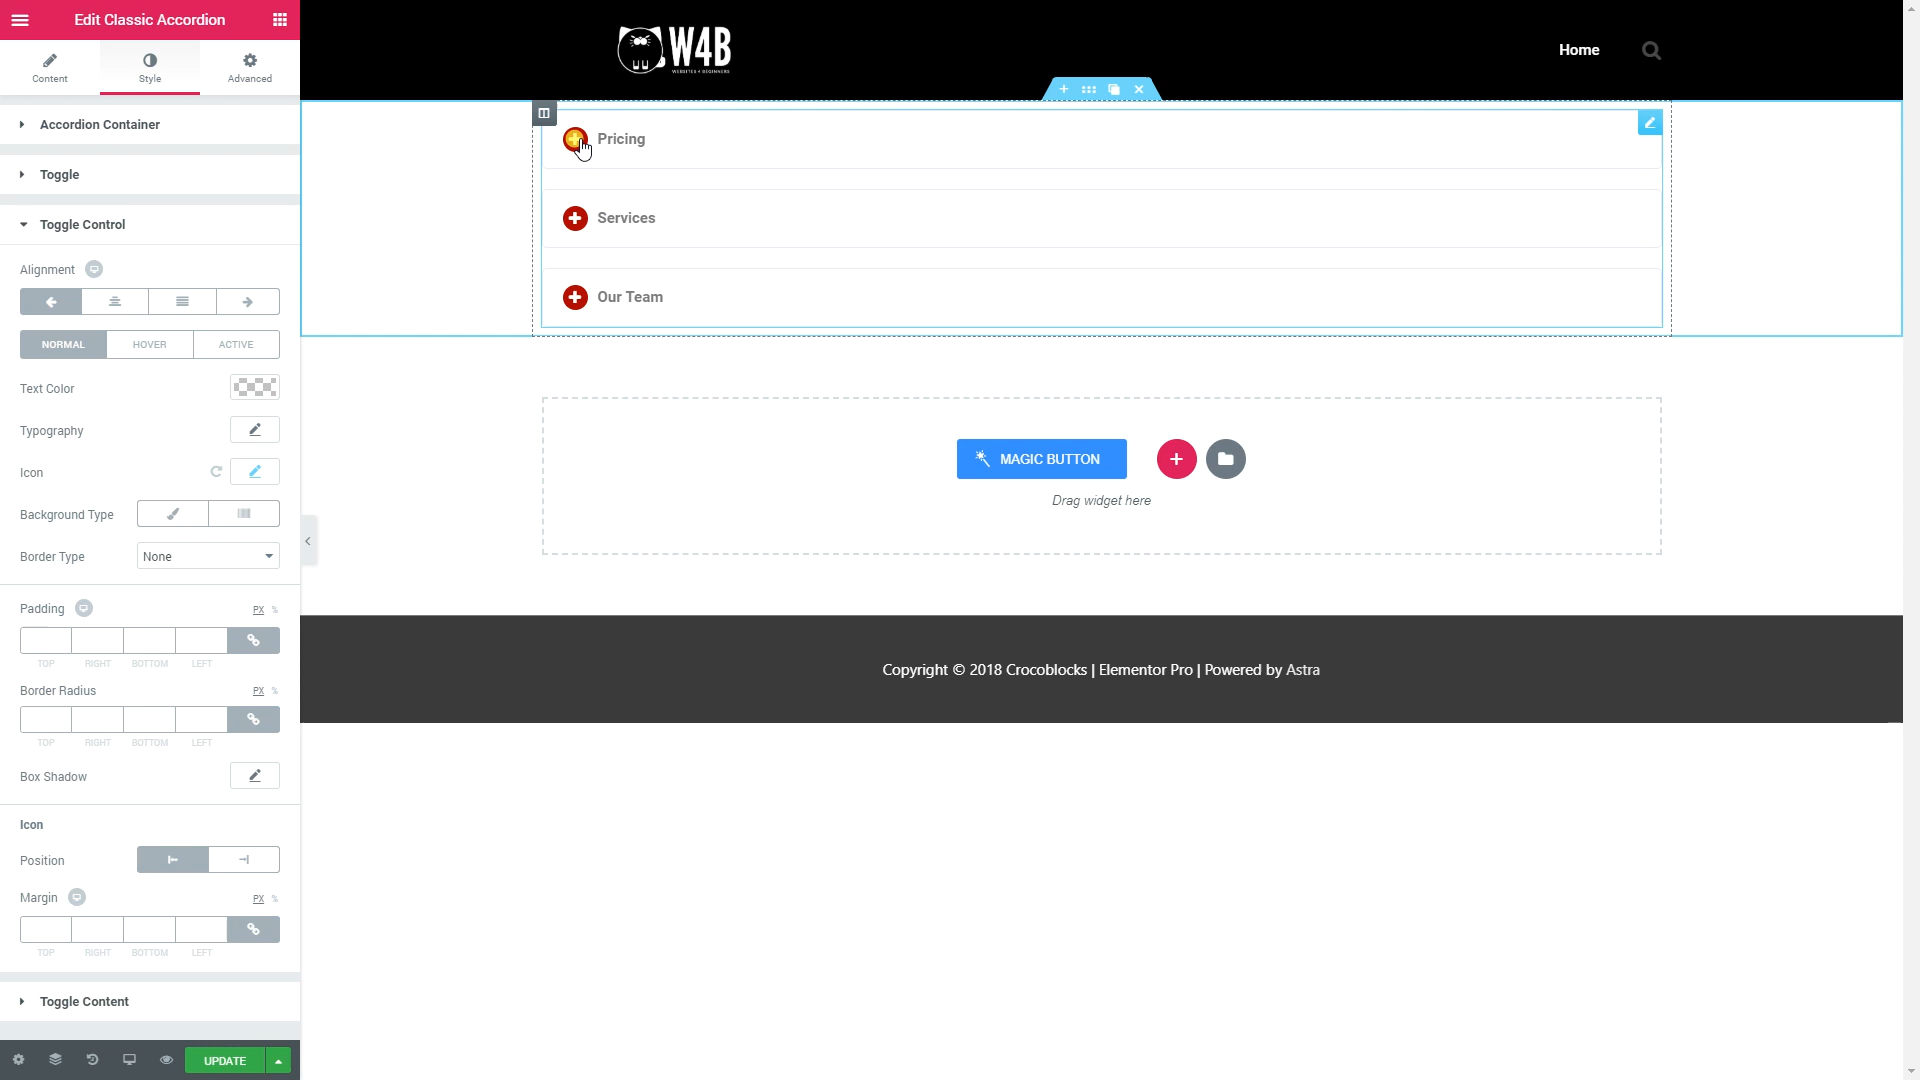 Edit Classic Accordion
Content
Style
Advanced
Accordion Container
Toggle
Toggle Control
Alignment
NORMAL
HOVER
ACTIVE
Text Color
Typography
Icon
Background Type
Border Type
None
Padding
PX %
TOP RIGHT BOTTOM LEFT
Border Radius
PX %
TOP RIGHT BOTTOM LEFT
Box Shadow
Icon
Position
Margin
PX %
TOP RIGHT BOTTOM LEFT
Toggle Content
UPDATE
W4B
WEBSITES 4 BEGINNERS
Home
Pricing
Services
Our Team
MAGIC BUTTON
Drag widget here
Copyright © 2018 Crocoblocks | Elementor Pro | Powered by Astra